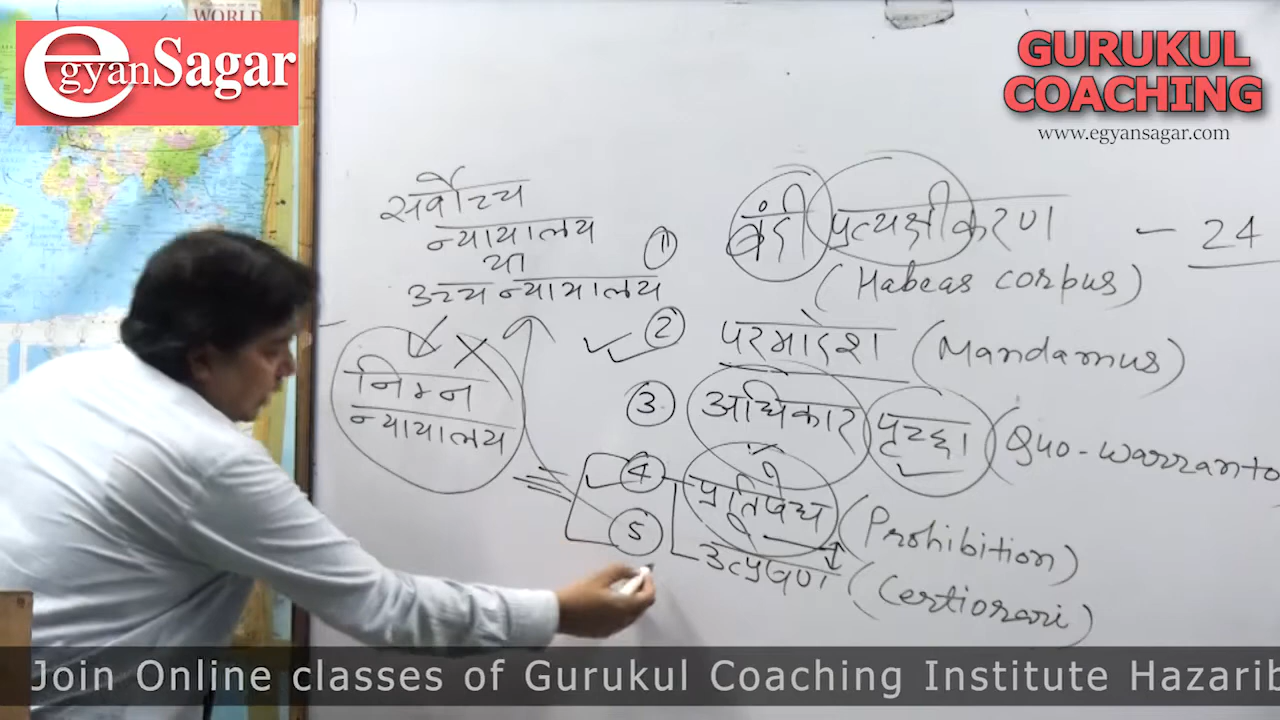 WORLD
egyanSagar
GURUKUL
COACHING
www.egyansagar.com
सर्वोच्च
न्यायालय
या
उच्च न्यायालय
निम्न
न्यायालय
① बंदी प्रत्यक्षीकरण - 24
(Habeas corpus)
② परमादेश (Mandamus)
③ अधिकार पृच्छा (Quo-warranto
④ प्रतिषेध (Prohibition)
⑤ उत्प्रेषण (Certiorari)
Join Online classes of Gurukul Coaching Institute Hazarib